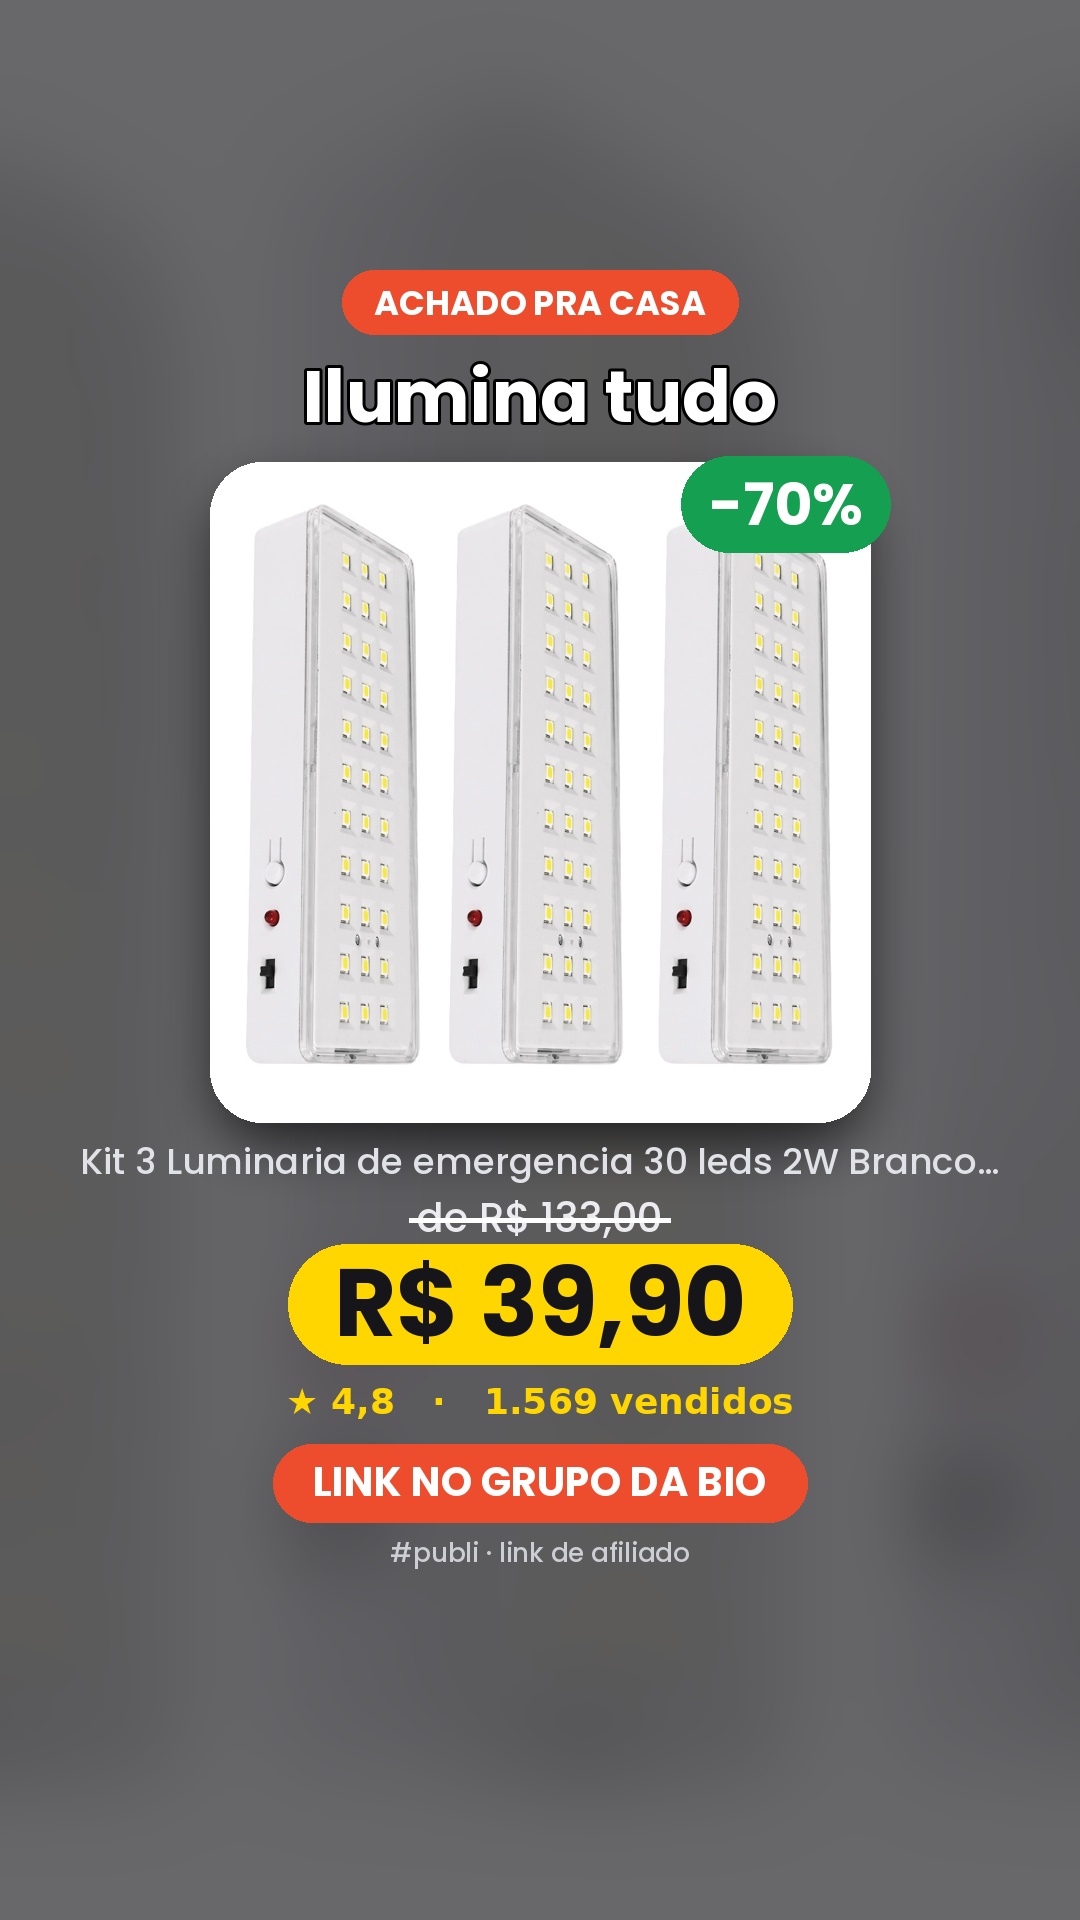 ACHADO PRA CASA
Ilumina tudo
-70%
Kit 3 Luminaria de emergencia 30 leds 2W Branco...
de R$ 133,00
R$ 39,90
★ 4,8 · 1.569 vendidos
LINK NO GRUPO DA BIO
#publi · link de afiliado